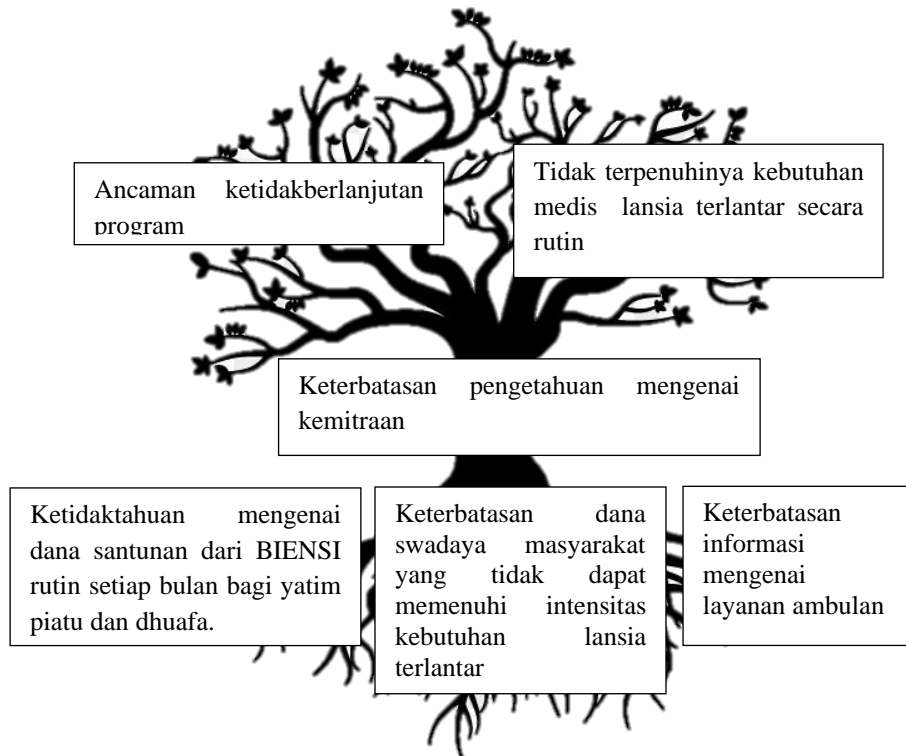 Ancaman ketidakberlanjutan
program
Tidak terpenuhinya kebutuhan
medis lansia terlantar secara
rutin
Keterbatasan pengetahuan mengenai
kemitraan
Ketidaktahuan mengenai
dana santunan dari BIENSI
rutin setiap bulan bagi yatim
piatu dan dhuafa.
Keterbatasan dana
swadaya masyarakat
yang tidak dapat
memenuhi intensitas
kebutuhan lansia
terlantar
Keterbatasan
informasi
mengenai
layanan ambulan